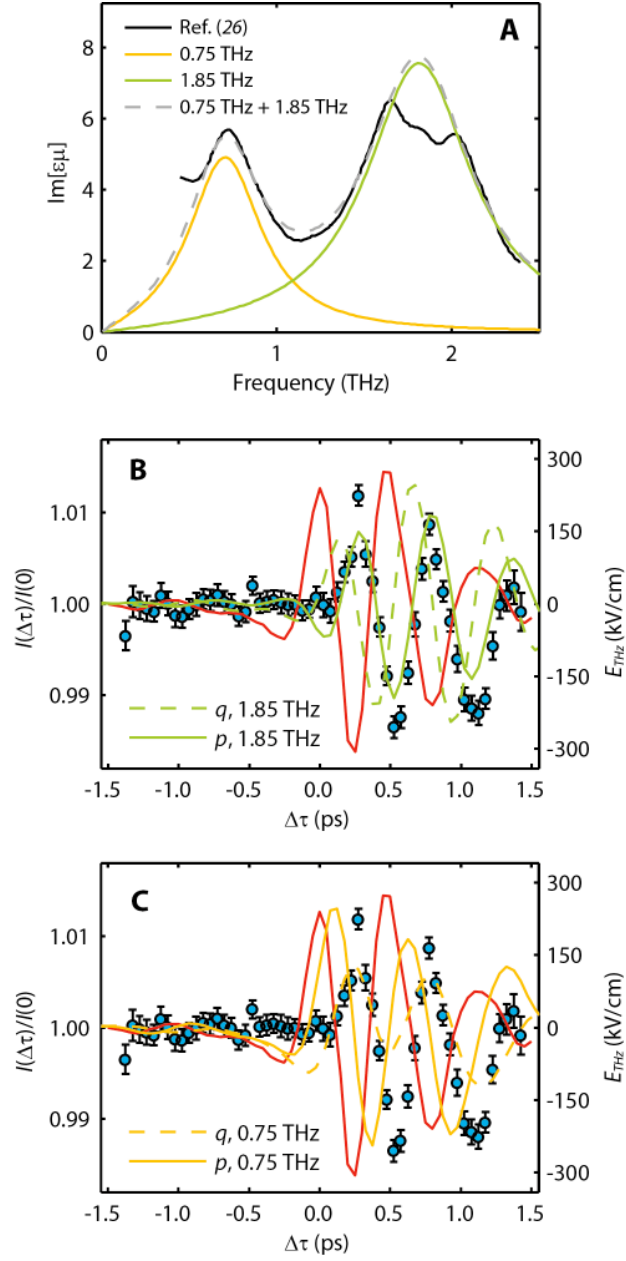 A
Ref. (26)
0.75 THz
1.85 THz
0.75 THz + 1.85 THz
8
6
4
2
0
Im[εμ]
0 1 2
Frequency (THz)
B
1.01
1.00
0.99
I(Δτ)/I(0)
300
150
0
-150
-300
E_THz (kV/cm)
q, 1.85 THz
p, 1.85 THz
-1.5 -1.0 -0.5 0.0 0.5 1.0 1.5
Δτ (ps)
C
1.01
1.00
0.99
I(Δτ)/I(0)
300
150
0
-150
-300
E_THz (kV/cm)
q, 0.75 THz
p, 0.75 THz
-1.5 -1.0 -0.5 0.0 0.5 1.0 1.5
Δτ (ps)